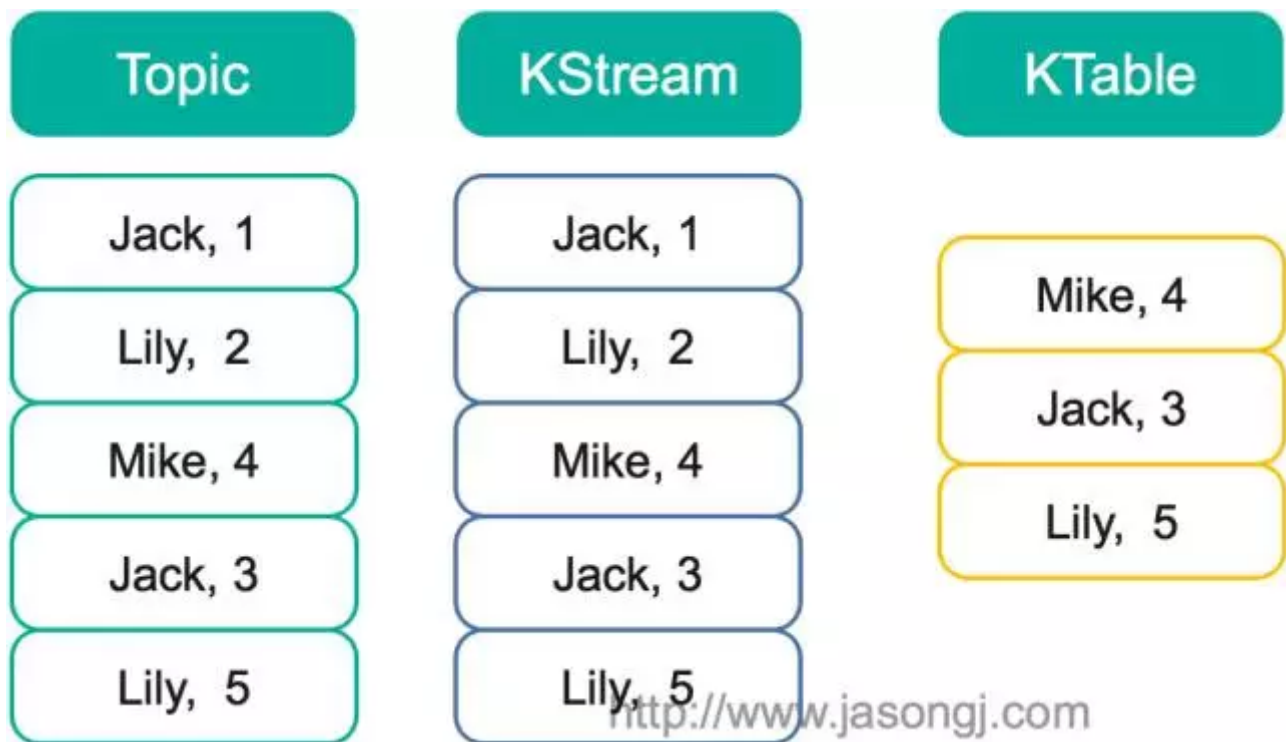 Topic
KStream
KTable
Jack, 1
Jack, 1
Lily, 2
Lily, 2
Mike, 4
Mike, 4
Mike, 4
Jack, 3
Jack, 3
Jack, 3
Lily, 5
Lily, 5
Lily, 5
http://www.jasongj.com